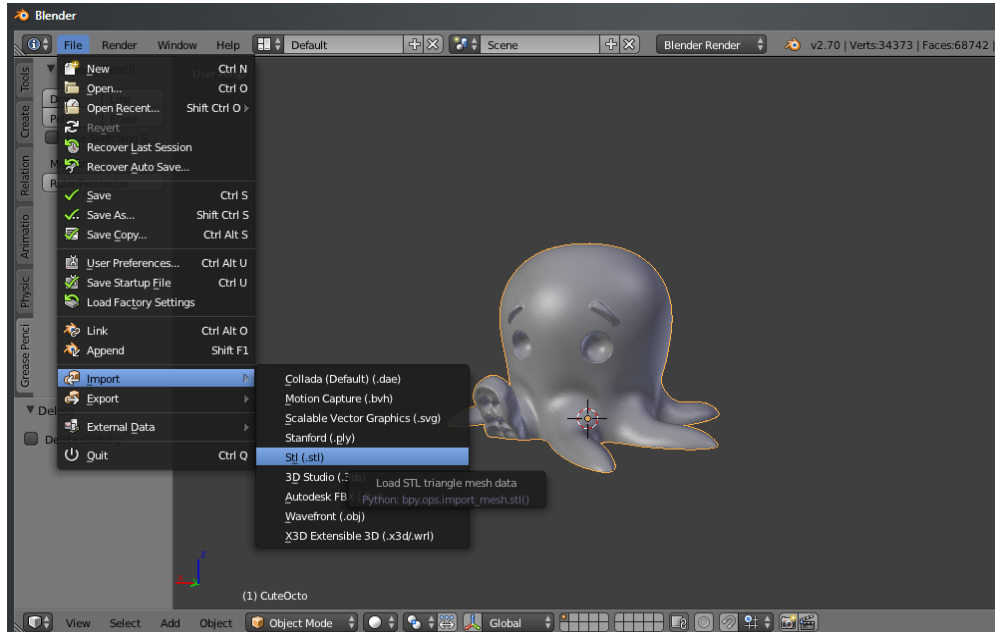 Blender
File Render Window Help Default Scene Blender Render v2.70 | Verts:34373 | Faces:68742 |
New Ctrl N
Open... Ctrl O
Open Recent... Shift Ctrl O
Revert
Recover Last Session
Recover Auto Save...
Save Ctrl S
Save As... Shift Ctrl S
Save Copy... Ctrl Alt S
User Preferences... Ctrl Alt U
Save Startup File Ctrl U
Load Factory Settings
Link Ctrl Alt O
Append Shift F1
Import
Export
External Data
Quit Ctrl Q
Collada (Default) (.dae)
Motion Capture (.bvh)
Scalable Vector Graphics (.svg)
Stanford (.ply)
Stl (.stl)
3D Studio (.3ds)
Autodesk FB
Wavefront (.obj)
X3D Extensible 3D (.x3d/.wrl)
Load STL triangle mesh data
Python: bpy.ops.import_mesh.stl()
Tools
Create
Relation
Animatio
Physic
Grease Penci
z
(1) CuteOcto
View Select Add Object Object Mode Global